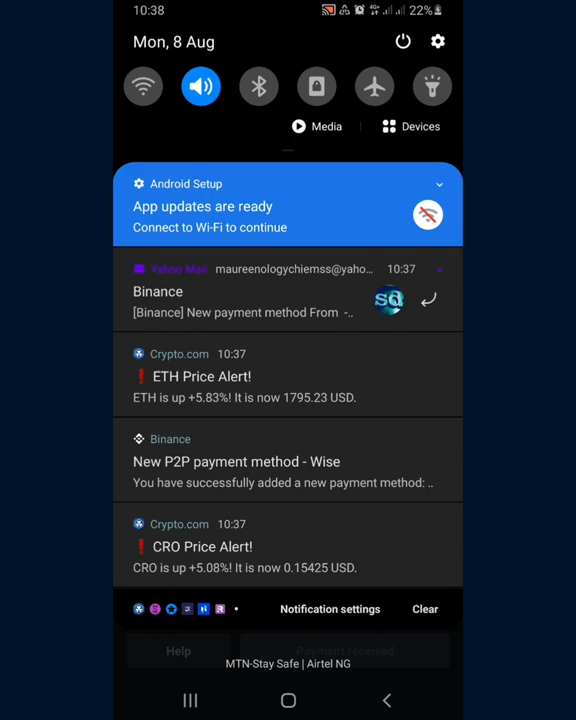 10:38
4G+
22%
Mon, 8 Aug
Media
Devices
Android Setup
App updates are ready
Connect to Wi-Fi to continue
Yahoo Mail maureenologychiemss@yaho... 10:37
Binance
[Binance] New payment method From -..
sa
Crypto.com 10:37
❗ ETH Price Alert!
ETH is up +5.83%! It is now 1795.23 USD.
Binance
New P2P payment method - Wise
You have successfully added a new payment method: ..
Crypto.com 10:37
❗ CRO Price Alert!
CRO is up +5.08%! It is now 0.15425 USD.
Notification settings
Clear
Help
Payment received
MTN-Stay Safe | Airtel NG